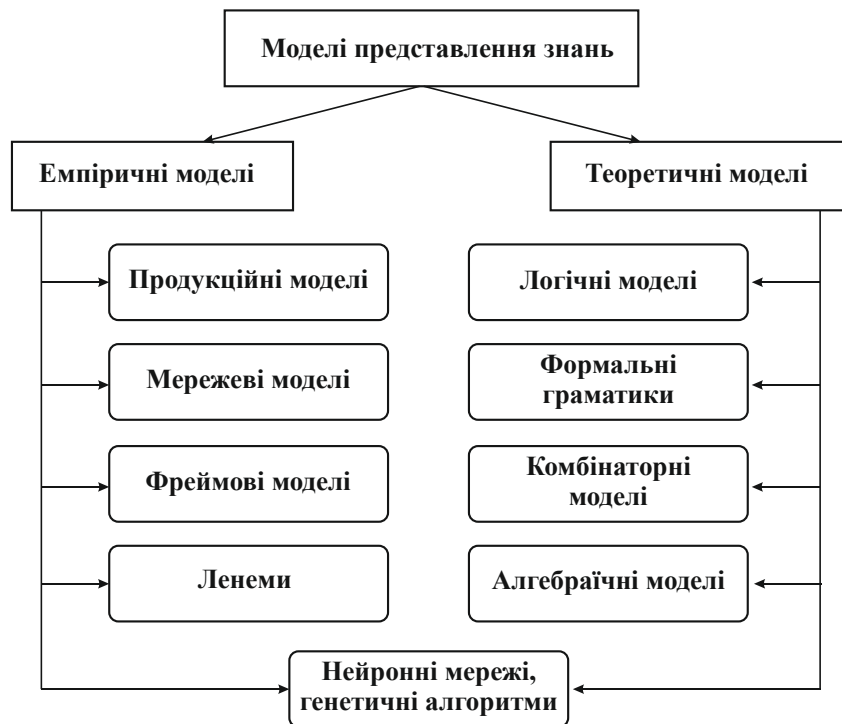 Моделі представлення знань
Емпіричні моделі
Теоретичні моделі
Продукційні моделі
Логічні моделі
Мережеві моделі
Формальні
граматики
Фреймові моделі
Комбінаторні
моделі
Ленеми
Алгебраїчні моделі
Нейронні мережі,
генетичні алгоритми